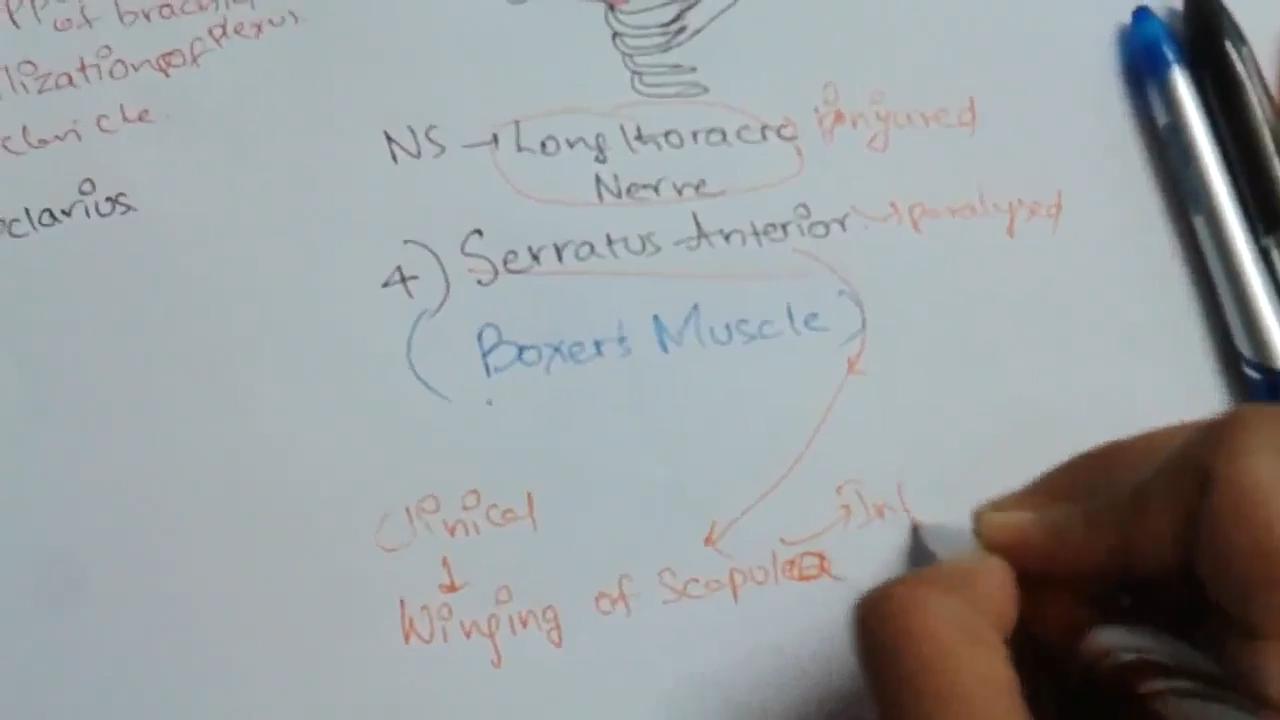 of brachial
plexus
lization of
clavicle.
clavius.
NS → Long thoracic injured
Nerve
4) Serratus Anterior → paralysed
(Boxer's Muscle)
Clinical
↓
Winging of Scapula → Inf